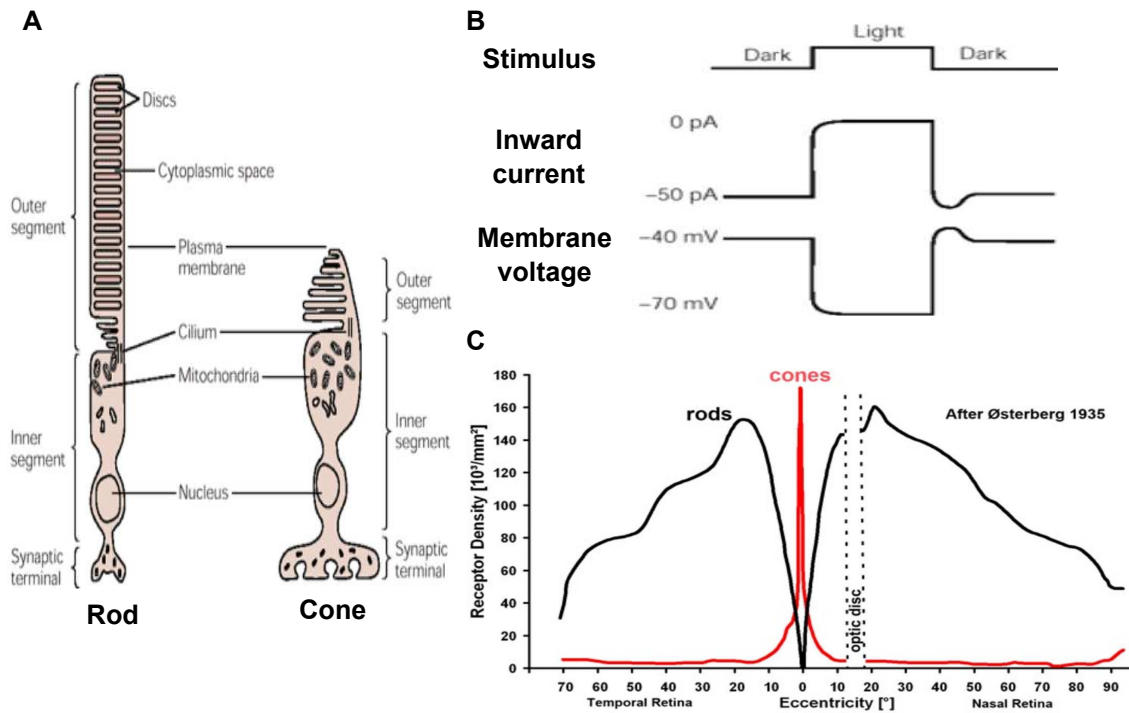 A
Discs
Cytoplasmic space
Outer
segment
Plasma
membrane
Outer
segment
Cilium
Mitochondria
Inner
segment
Inner
segment
Nucleus
Synaptic
terminal
Synaptic
terminal
Rod
Cone
B
Stimulus
Dark
Light
Dark
Inward
current
0 pA
−50 pA
Membrane
voltage
−40 mV
−70 mV
C
cones
rods
After Østerberg 1935
Receptor Density [10³/mm²]
180
160
140
120
100
80
60
40
20
0
optic disc
70 60 50 40 30 20 10 0 10 20 30 40 50 60 70 80 90
Temporal Retina Eccentricity [°] Nasal Retina